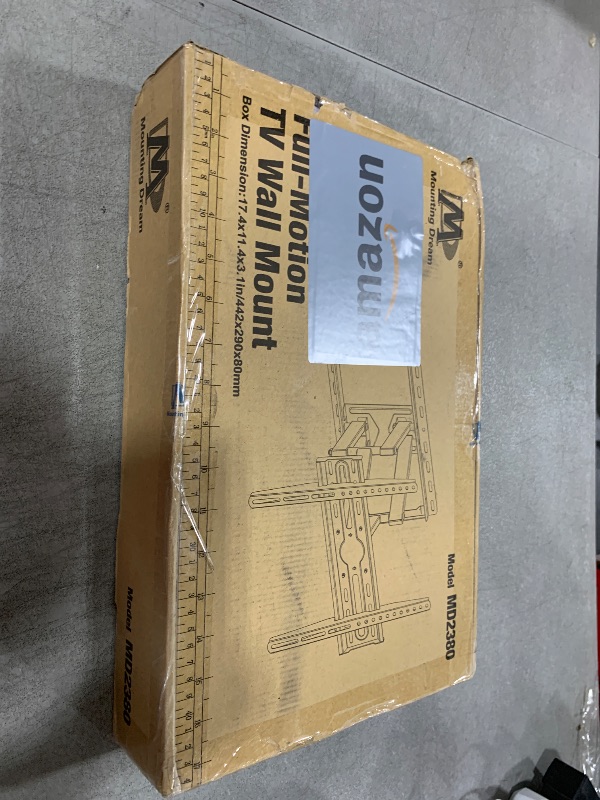 Mounting Dream
®
amazon
Full-Motion
TV Wall Mount
Box Dimension:17.4x11.4x3.1In/442x290x80mm
Model MD2380
Mounting Dream
®
Model MD2380